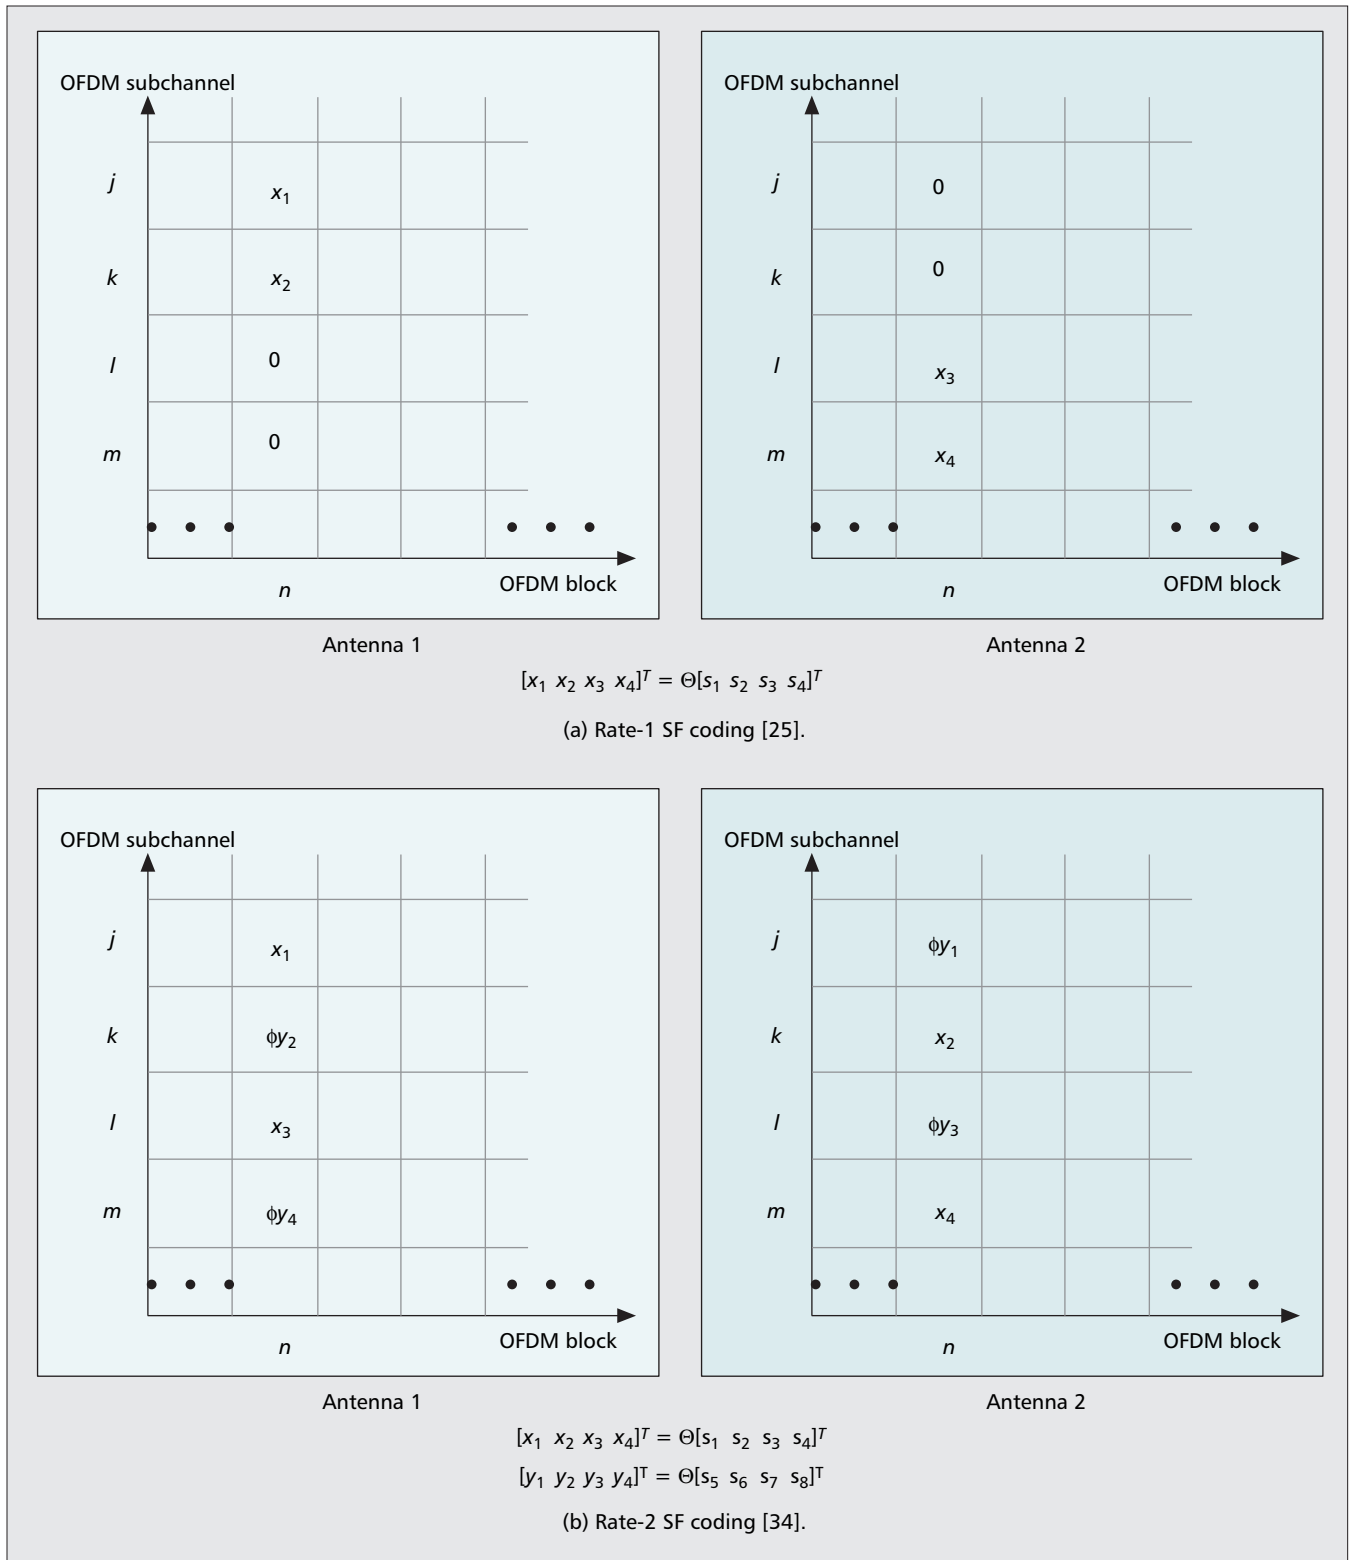 OFDM subchannel
j
x₁
k
x₂
l
0
m
0
• • •
• • •
n
OFDM block
Antenna 1
OFDM subchannel
j
0
k
0
l
x₃
m
x₄
• • •
• • •
n
OFDM block
Antenna 2
[x₁ x₂ x₃ x₄]ᵀ = Θ[s₁ s₂ s₃ s₄]ᵀ
(a) Rate-1 SF coding [25].
OFDM subchannel
j
x₁
k
ϕy₂
l
x₃
m
ϕy₄
• • •
• • •
n
OFDM block
Antenna 1
OFDM subchannel
j
ϕy₁
k
x₂
l
ϕy₃
m
x₄
• • •
• • •
n
OFDM block
Antenna 2
[x₁ x₂ x₃ x₄]ᵀ = Θ[s₁ s₂ s₃ s₄]ᵀ
[y₁ y₂ y₃ y₄]ᵀ = Θ[s₅ s₆ s₇ s₈]ᵀ
(b) Rate-2 SF coding [34].